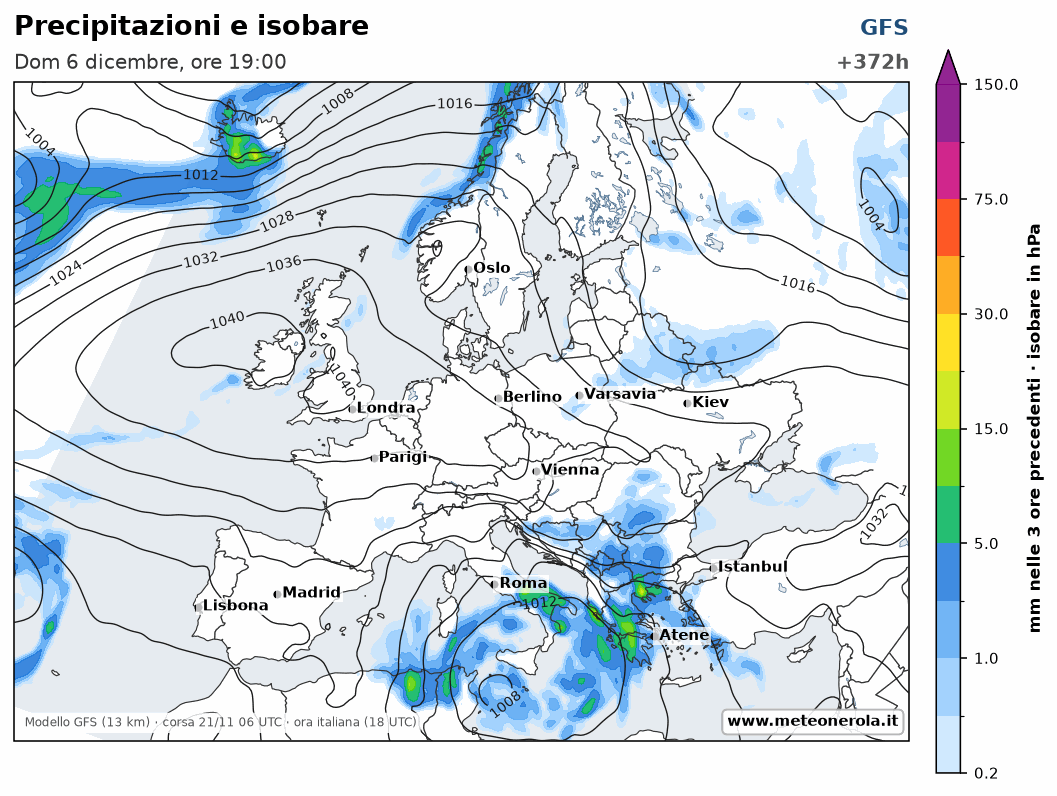 Precipitazioni e isobare
GFS
Dom 6 dicembre, ore 19:00
+372h
1008
1016
1004
1012
1028
1032
1036
1024
1040
1040
1004
1016
1032
1012
1008
Oslo
Londra
Berlino
Varsavia
Kiev
Parigi
Vienna
Madrid
Lisbona
Roma
Istanbul
Atene
Modello GFS (13 km) · corsa 21/11 06 UTC · ora italiana (18 UTC)
www.meteonerola.it
150.0
75.0
30.0
15.0
5.0
1.0
0.2
mm nelle 3 ore precedenti · isobare in hPa